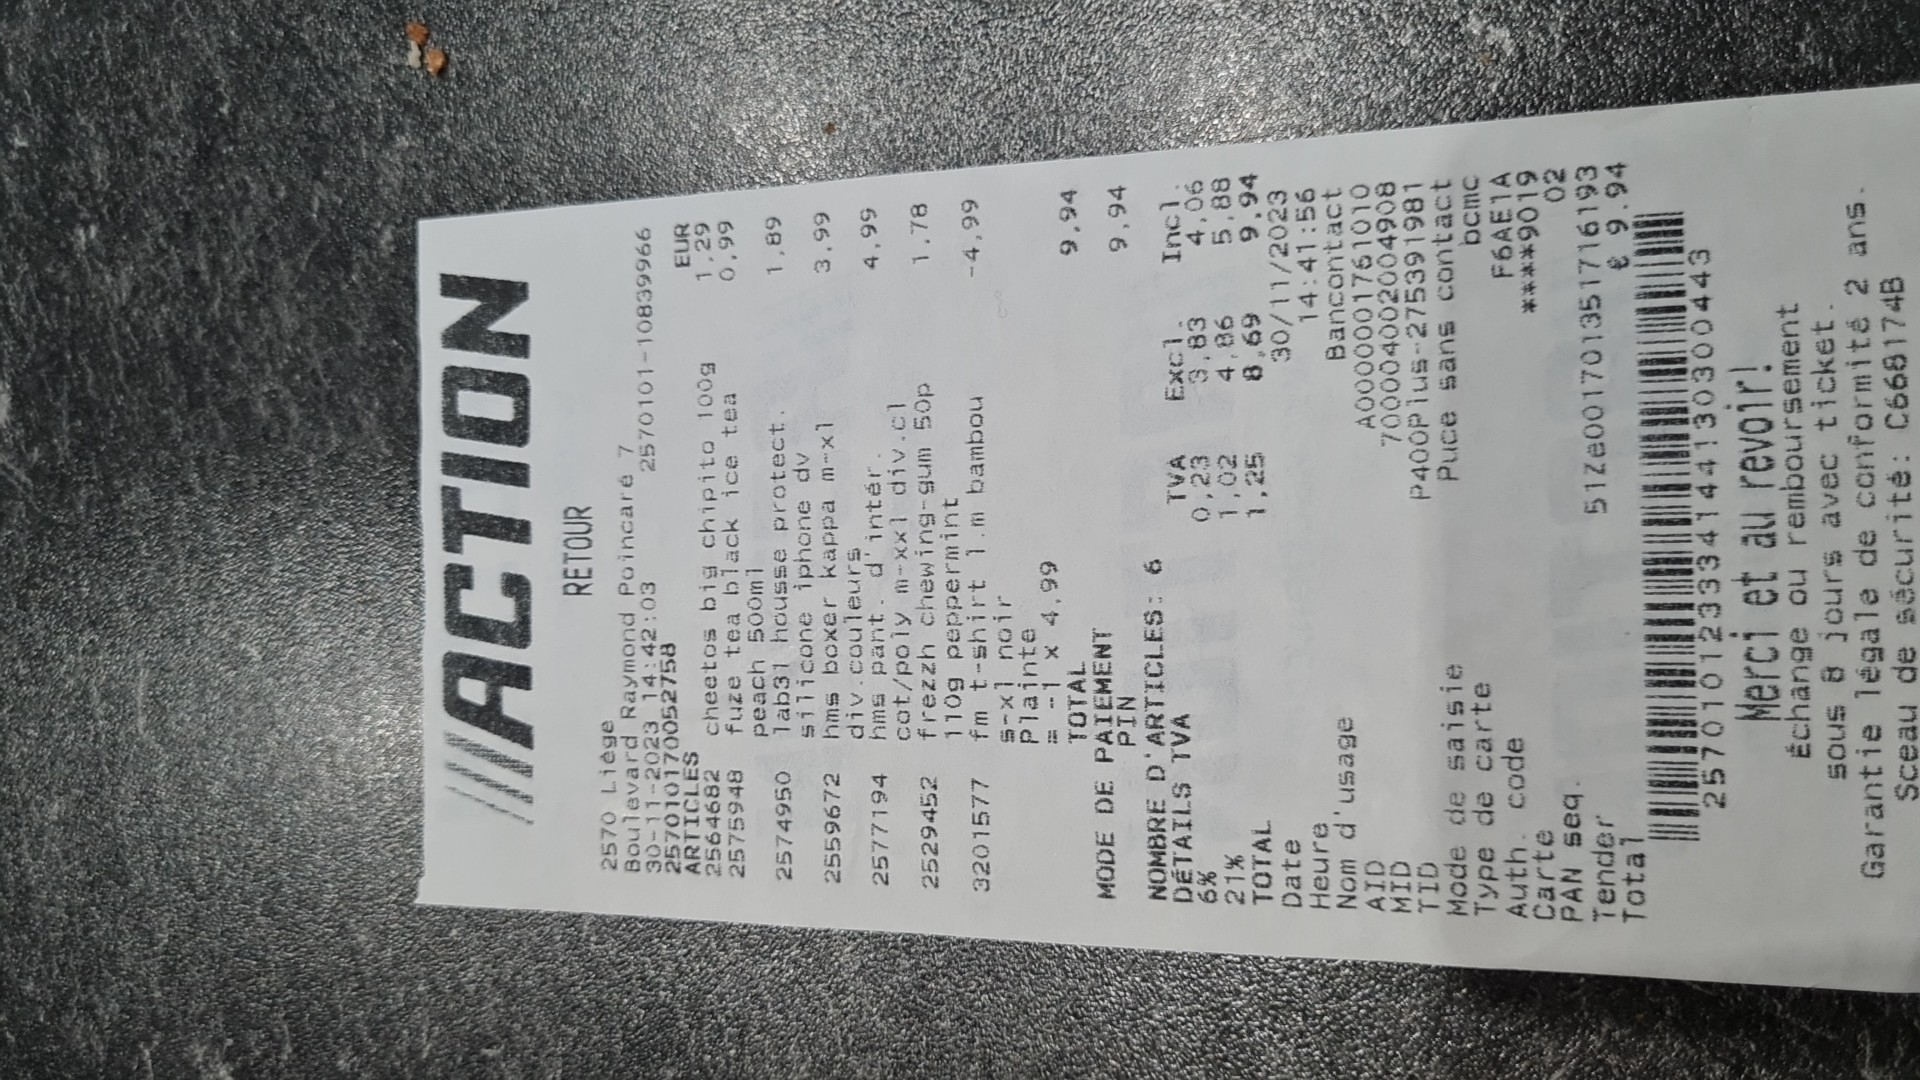 ///ACTION
RETOUR
2570 Liége
Boulevard Raymond Poincaré 7
30-11-2023 14:42:03 2570101-10839966
2570101700527​58
ARTICLES EUR
2564682 cheetos big chipito 100g 1,29
2575948 fuze tea black ice tea 0,99
peach 500ml
2574950 lab31 housse protect. 1,89
silicone iphone dv
2559672 hms boxer kappa m-xl 3,99
div.couleurs
2577194 hms pant. d'intér. 4,99
cot/poly m-xxl div.cl
2529452 frezzh chewing-gum 50p 1,78
110g peppermint
3201577 fm t-shirt l.m bambou -4,99
s-xl noir
Plainte
= -1 x 4,99
TOTAL 9,94
MODE DE PAIEMENT
PIN 9,94
NOMBRE D'ARTICLES: 6
DÉTAILS TVA TVA Excl. Incl.
6% 0,23 3,83 4,06
21% 1,02 4,86 5,88
TOTAL 1,25 8,69 9,94
Date 30/11/2023
Heure 14:41:56
Nom d'usage Bancontact
AID A0000001761010
MID 70000400​2004908
TID P400Plus-275391981
Mode de saisie Puce sans contact
Type de carte bcmc
Auth. code F6AE1A
Carte ****9019
PAN seq. 02
Tender 51ze001701351716193
Total € 9.94
25701012333414413030​0443
Merci et au revoir!
Échange ou remboursement
sous 8 jours avec ticket.
Garantie légale de conformité 2 ans.
Sceau de sécurité: C668174B